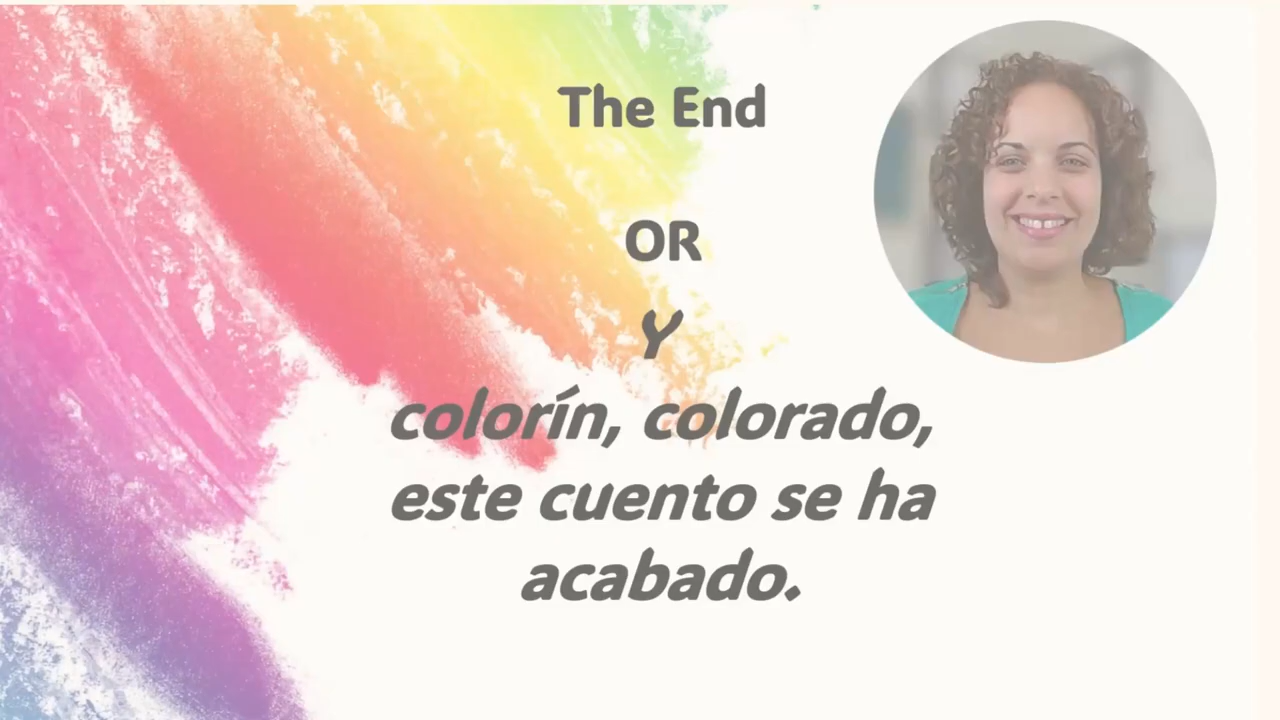 The End
OR
Y
colorín, colorado,
este cuento se ha
acabado.